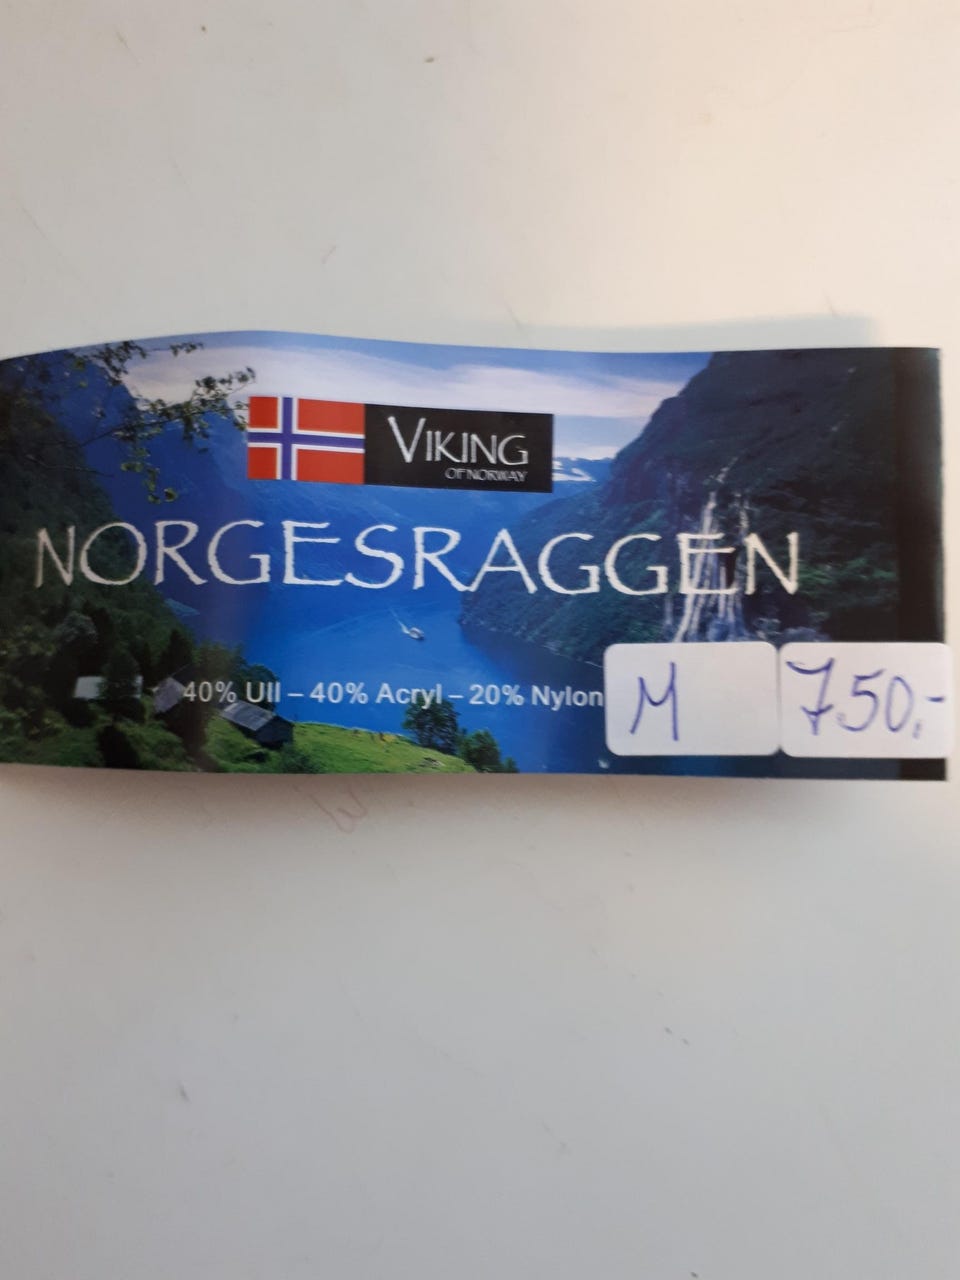 VIKING
OF NORWAY
NORGESRAGGEN
40% Ull – 40% Acryl – 20% Nylon
M
750,-